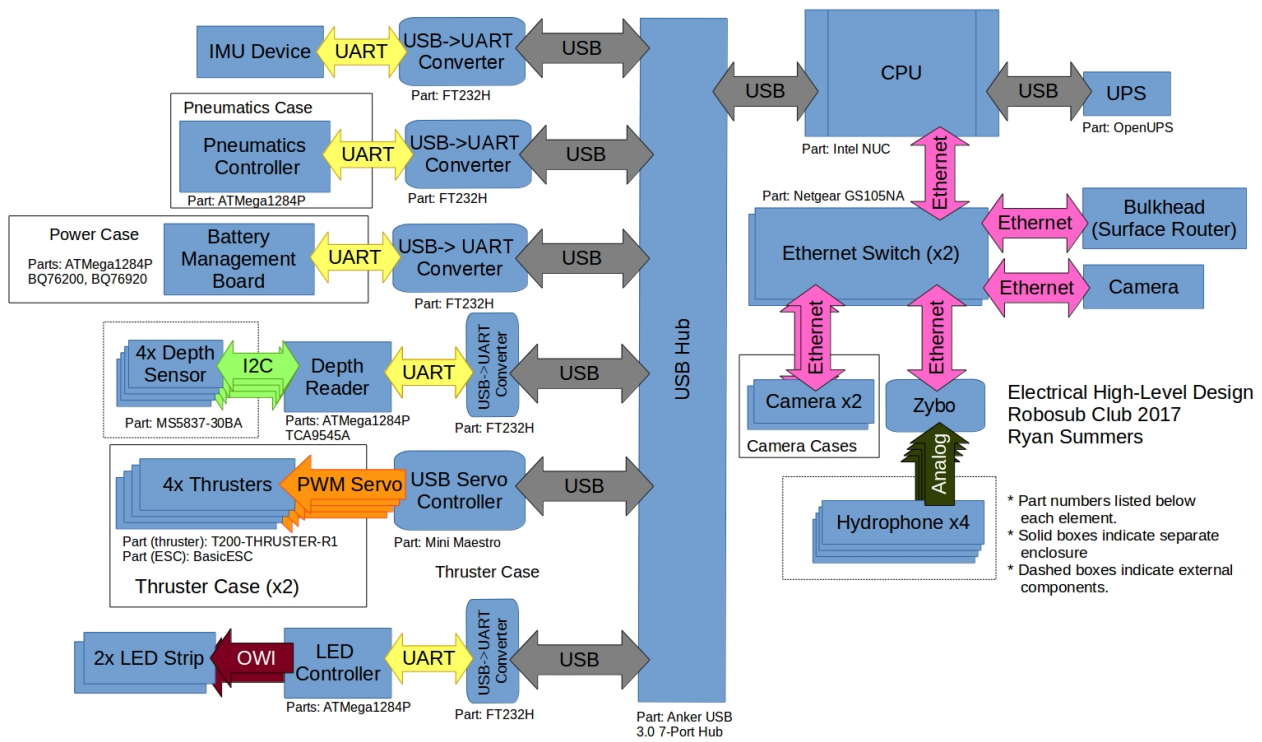 IMU Device
UART
USB->UART
Converter
Part: FT232H
USB
Pneumatics Case
Pneumatics
Controller
Part: ATMega1284P
UART
USB->UART
Converter
Part: FT232H
USB
Power Case
Parts: ATMega1284P
BQ76200, BQ76920
Battery
Management
Board
UART
USB-> UART
Converter
Part: FT232H
USB
4x Depth
Sensor
Part: MS5837-30BA
I2C
Depth
Reader
Parts: ATMega1284P
TCA9545A
UART
USB->UART
Converter
Part: FT232H
USB
4x Thrusters
PWM Servo
USB Servo
Controller
Part: Mini Maestro
USB
Part (thruster): T200-THRUSTER-R1
Part (ESC): BasicESC
Thruster Case (x2)
Thruster Case
2x LED Strip
OWI
LED
Controller
Parts: ATMega1284P
UART
USB->UART
Converter
Part: FT232H
USB
USB Hub
Part: Anker USB
3.0 7-Port Hub
USB
CPU
Part: Intel NUC
USB
UPS
Part: OpenUPS
Ethernet
Part: Netgear GS105NA
Ethernet Switch (x2)
Ethernet
Bulkhead
(Surface Router)
Ethernet
Camera
Ethernet
Ethernet
Camera x2
Camera Cases
Zybo
Analog
Hydrophone x4
Electrical High-Level Design
Robosub Club 2017
Ryan Summers
* Part numbers listed below
each element.
* Solid boxes indicate separate
enclosure
* Dashed boxes indicate external
components.